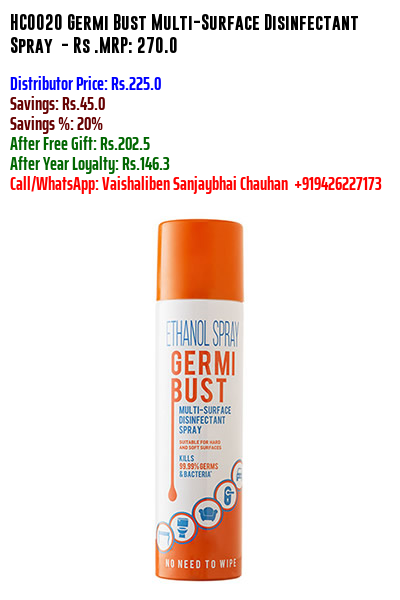 HC0020 Germi Bust Multi-Surface Disinfectant
Spray - Rs .MRP: 270.0
Distributor Price: Rs.225.0
Savings: Rs.45.0
Savings %: 20%
After Free Gift: Rs.202.5
After Year Loyalty: Rs.146.3
Call/WhatsApp: Vaishaliben Sanjaybhai Chauhan +919426227173
ETHANOL SPRAY
GERMI
BUST
MULTI-SURFACE
DISINFECTANT
SPRAY
SUITABLE FOR HARD
AND SOFT SURFACES
KILLS
99.99% GERMS
& BACTERIA*
NO NEED TO WIPE